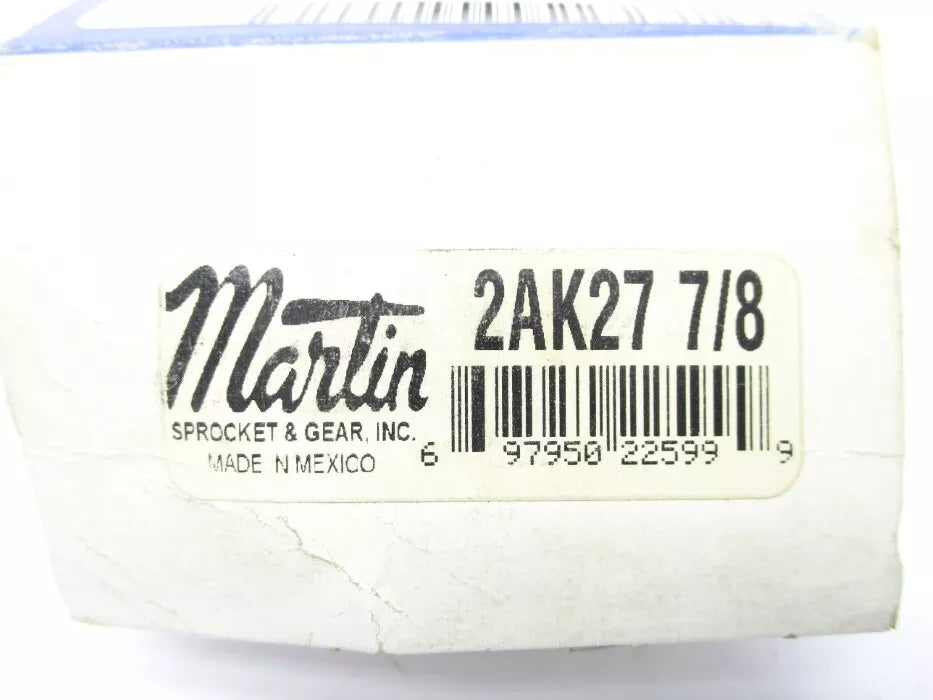 Martin
SPROCKET & GEAR, INC.
MADE N MEXICO
2AK27 7/8
6 97950 22599 9